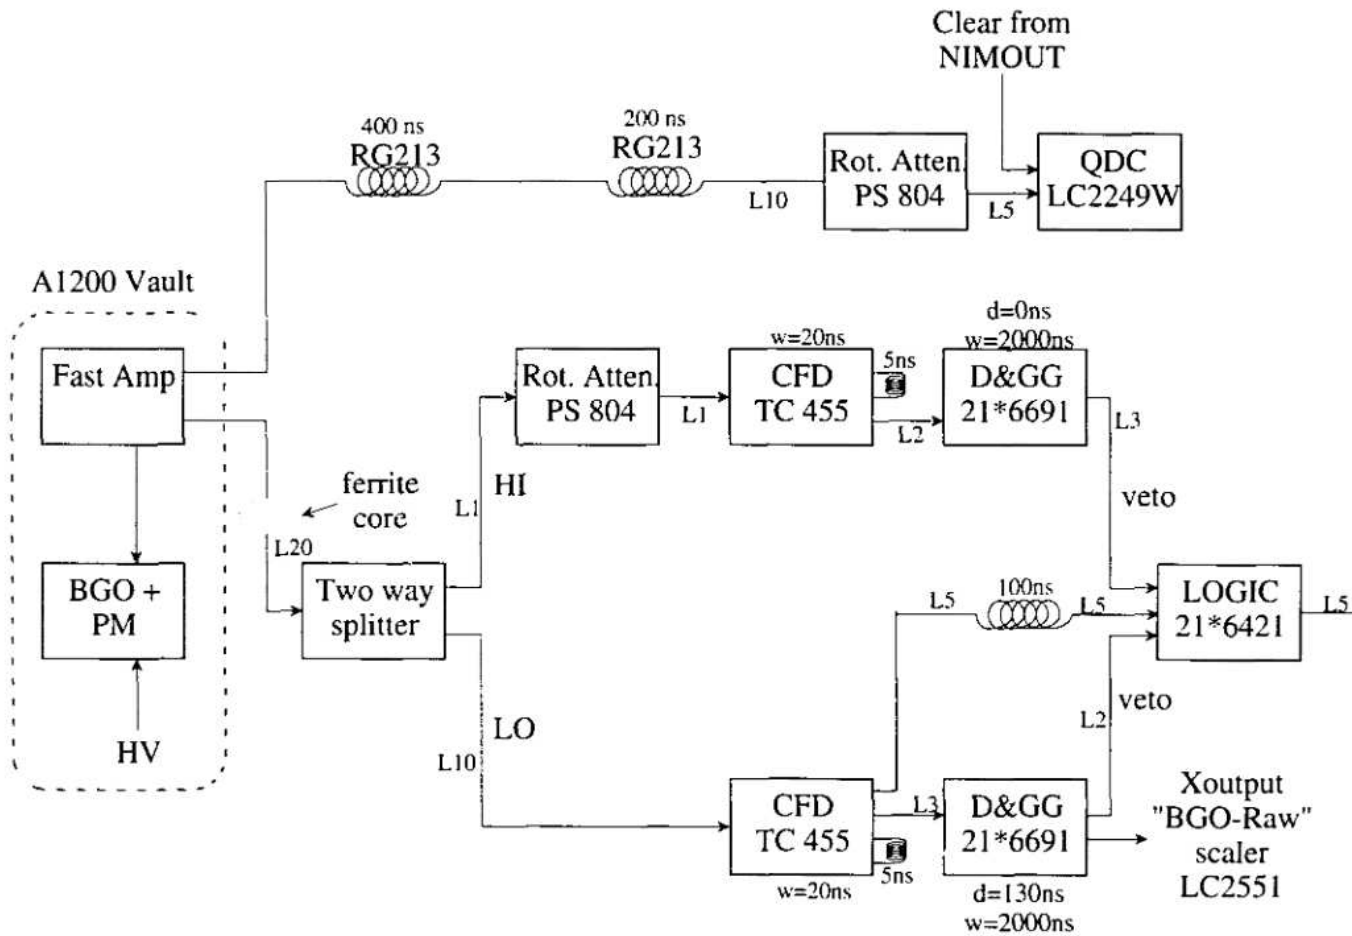 Clear from
NIMOUT
400 ns
RG213
200 ns
RG213
L10
Rot. Atten.
PS 804
L5
QDC
LC2249W
A1200 Vault
Fast Amp
ferrite
core
L20
BGO +
PM
HV
Two way
splitter
L1
HI
Rot. Atten.
PS 804
L1
w=20ns
CFD
TC 455
5ns
L2
d=0ns
w=2000ns
D&GG
21*6691
L3
veto
L5
100ns
L5
LOGIC
21*6421
L5
LO
L10
CFD
TC 455
w=20ns
5ns
L3
D&GG
21*6691
d=130ns
w=2000ns
L2
veto
Xoutput
"BGO-Raw"
scaler
LC2551